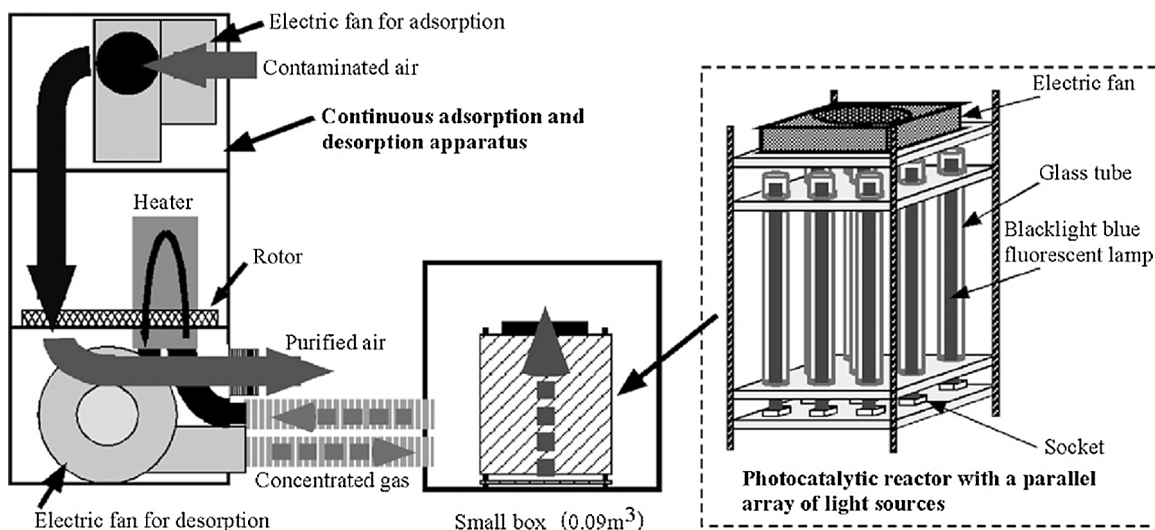 Electric fan for adsorption
Contaminated air
Continuous adsorption and
desorption apparatus
Heater
Rotor
Purified air
Concentrated gas
Electric fan for desorption
Small box (0.09m³)
Electric fan
Glass tube
Blacklight blue
fluorescent lamp
Socket
Photocatalytic reactor with a parallel
array of light sources